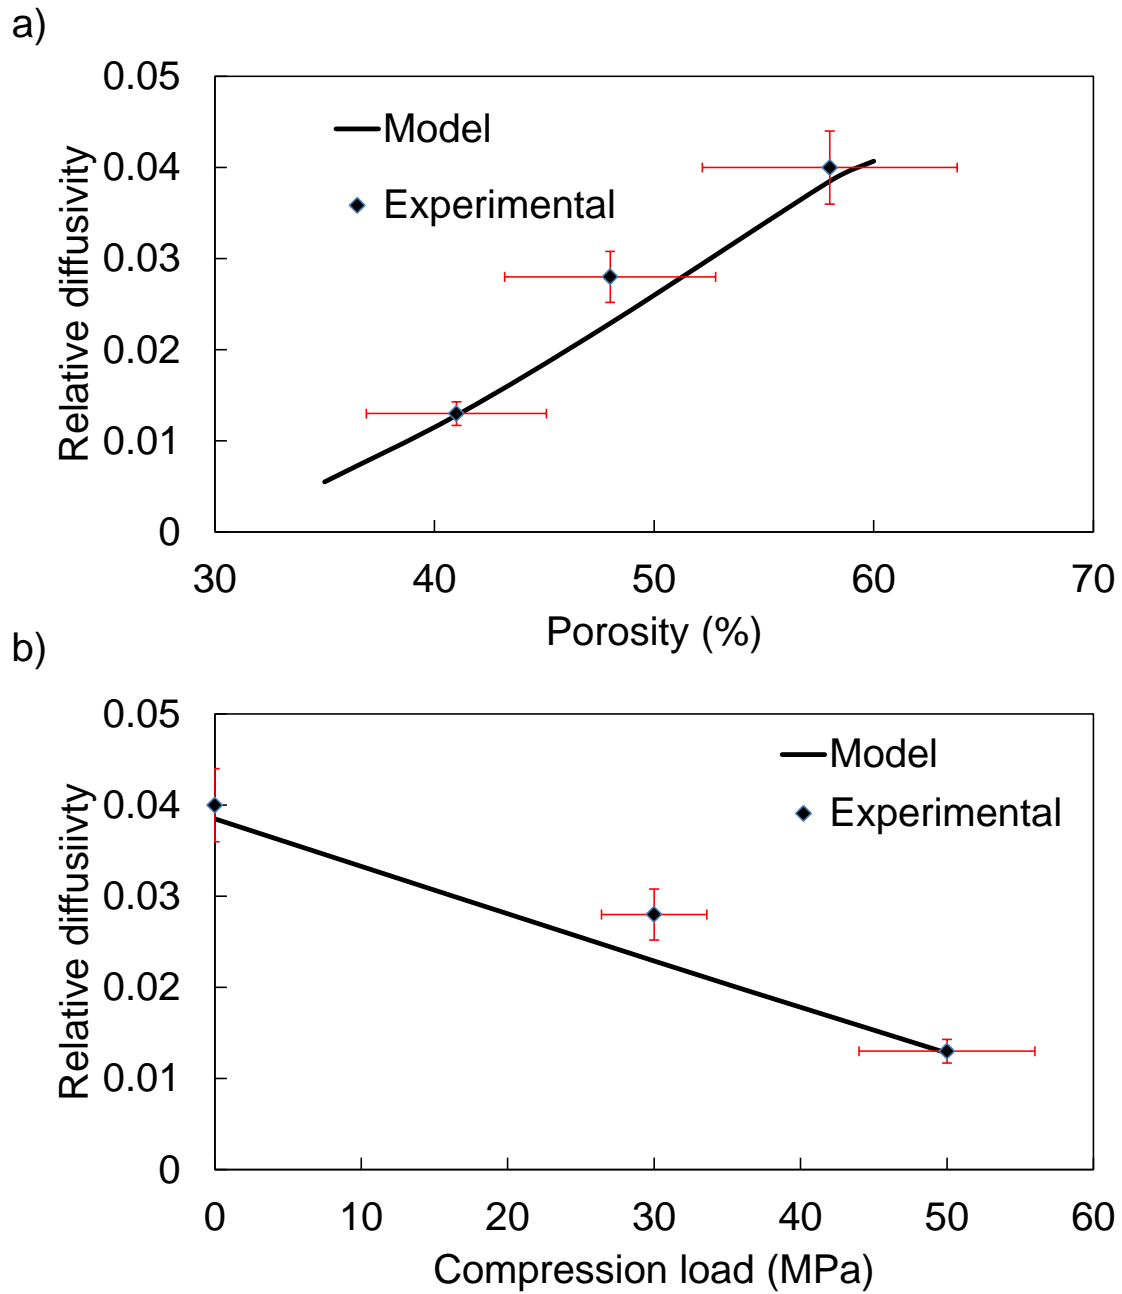 a)
0.05
0.04
0.03
0.02
0.01
0
Relative diffusivity
Model
Experimental
30 40 50 60 70
Porosity (%)
b)
0.05
0.04
0.03
0.02
0.01
0
Relative diffusiivty
Model
Experimental
0 10 20 30 40 50 60
Compression load (MPa)